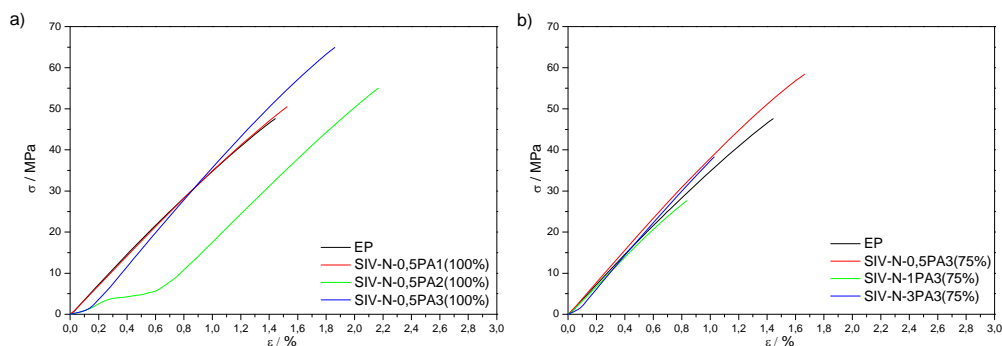 a)
70
60
50
40
30
20
10
0
σ / MPa
0,0 0,2 0,4 0,6 0,8 1,0 1,2 1,4 1,6 1,8 2,0 2,2 2,4 2,6 2,8 3,0
ε / %
EP
SIV-N-0,5PA1(100%)
SIV-N-0,5PA2(100%)
SIV-N-0,5PA3(100%)
b)
70
60
50
40
30
20
10
0
σ / MPa
0,0 0,2 0,4 0,6 0,8 1,0 1,2 1,4 1,6 1,8 2,0 2,2 2,4 2,6 2,8 3,0
ε / %
EP
SIV-N-0,5PA3(75%)
SIV-N-1PA3(75%)
SIV-N-3PA3(75%)